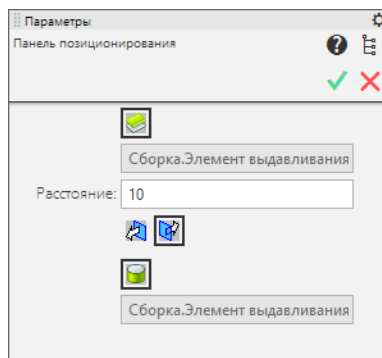 Параметры
Панель позиционирования
Сборка.Элемент выдавливания
Расстояние: 10
Сборка.Элемент выдавливания